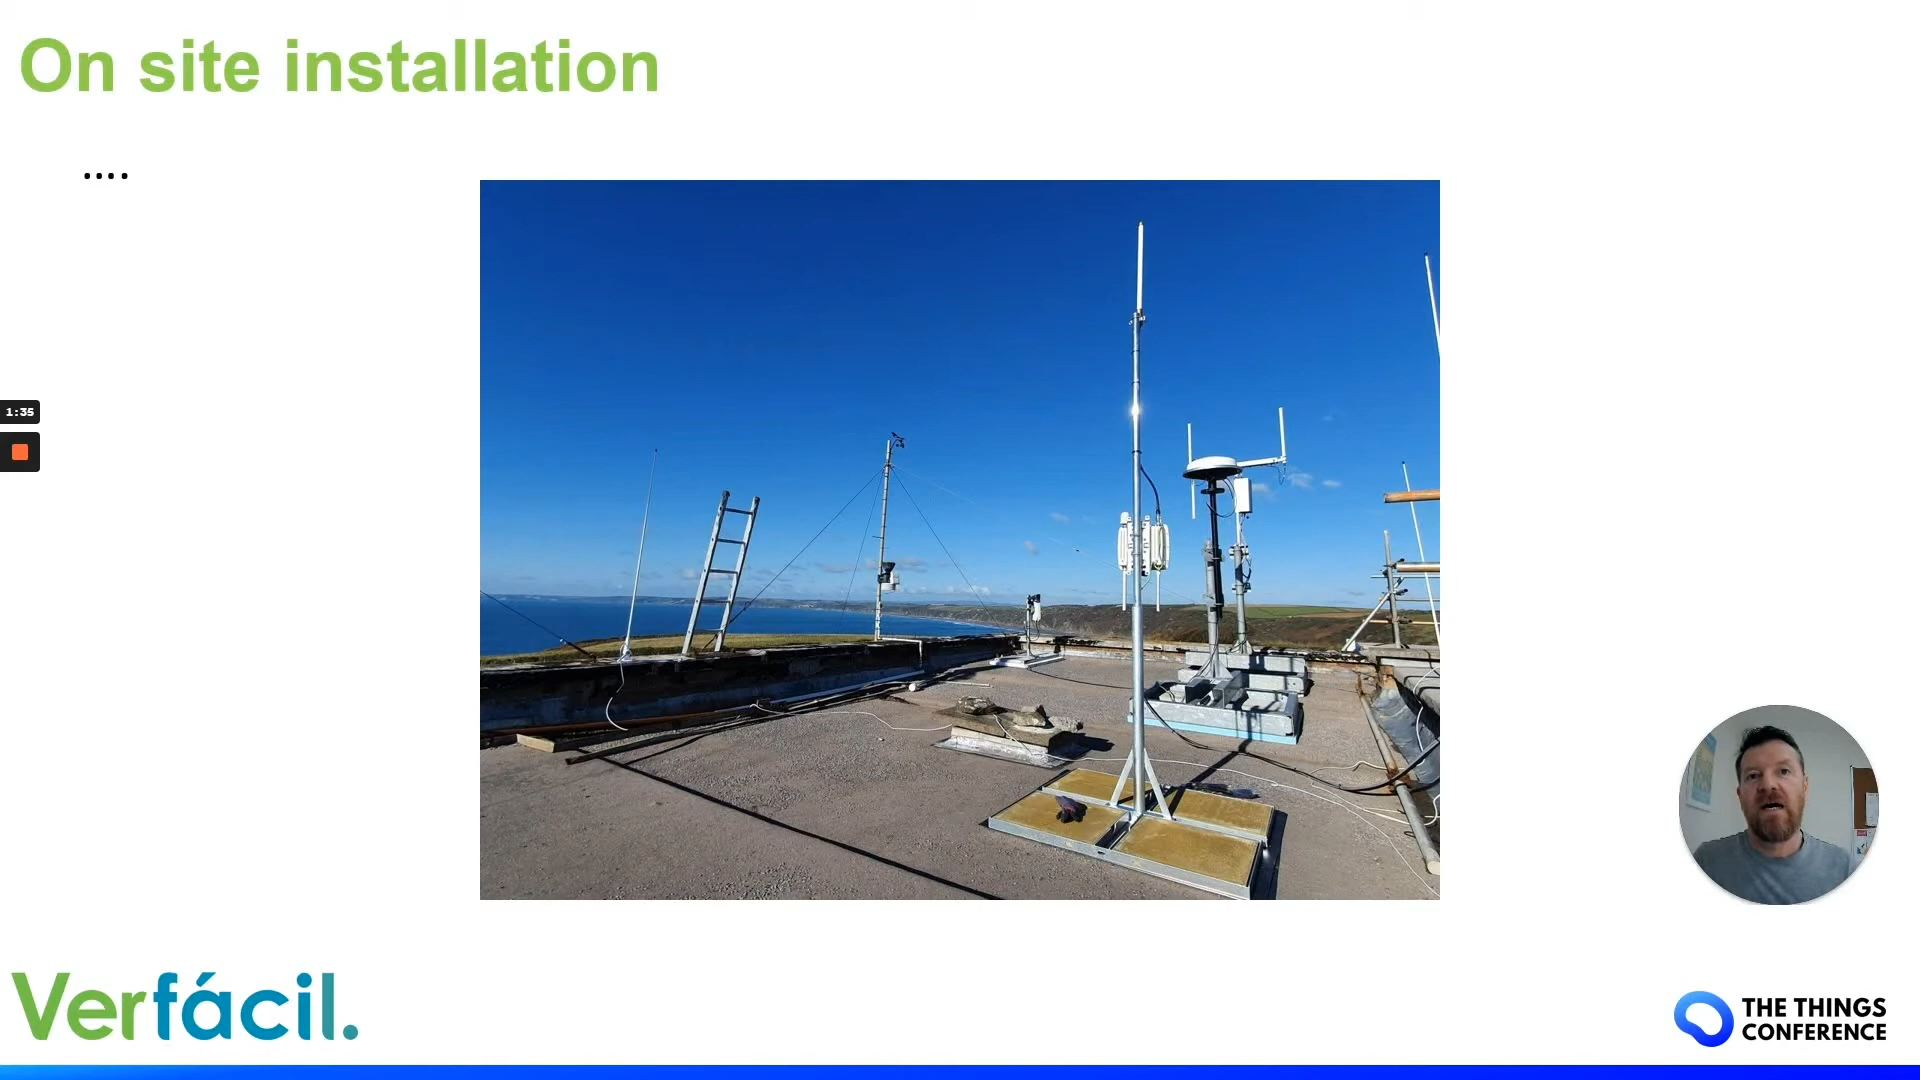 On site installation
....
1:35
Verfácil.
THE THINGS
CONFERENCE